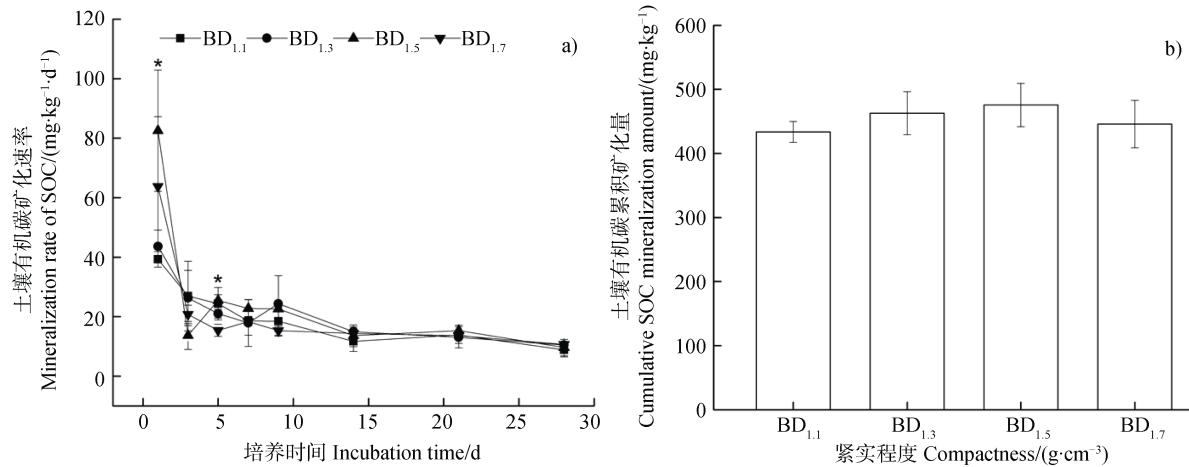 120
100
80
60
40
20
0
BD1.1 BD1.3 BD1.5 BD1.7
a)
*
*
土壤有机碳矿化速率
Mineralization rate of SOC/(mg·kg⁻¹·d⁻¹)
0 5 10 15 20 25 30
培养时间 Incubation time/d
600
500
400
300
200
100
0
b)
土壤有机碳累积矿化量
Cumulative SOC mineralization amount/(mg·kg⁻¹)
BD1.1 BD1.3 BD1.5 BD1.7
紧实程度 Compactness/(g·cm⁻³)